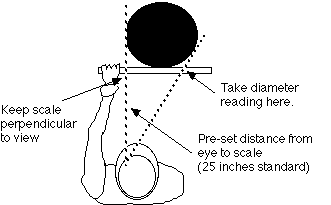 Keep scale
perpendicular
to view
Take diameter
reading here.
Pre-set distance from
eye to scale
(25 inches standard)